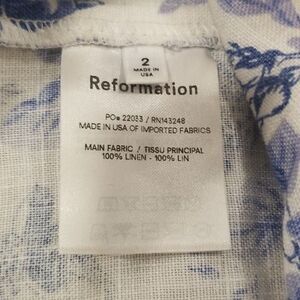 2
MADE IN
USA
Reformation
PO# 22033 / RN143248
MADE IN USA OF IMPORTED FABRICS
MAIN FABRIC / TISSU PRINCIPAL
100% LINEN - 100% LIN